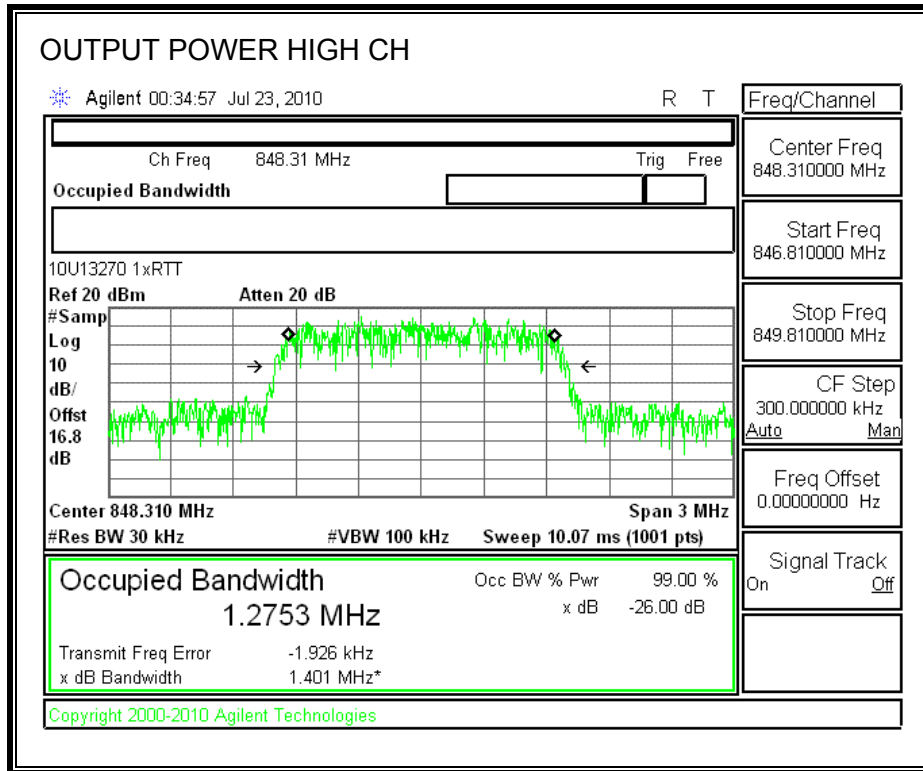 OUTPUT POWER HIGH CH
Agilent 00:34:57 Jul 23, 2010 R T
Freq/Channel
Ch Freq 848.31 MHz Trig Free
Occupied Bandwidth
Center Freq
848.310000 MHz
Start Freq
846.810000 MHz
10U13270 1xRTT
Ref 20 dBm Atten 20 dB
#Samp
Log
10
dB/
Offst
16.8
dB
Stop Freq
849.810000 MHz
CF Step
300.000000 kHz
Auto Man
Center 848.310 MHz Span 3 MHz
#Res BW 30 kHz #VBW 100 kHz Sweep 10.07 ms (1001 pts)
Freq Offset
0.00000000 Hz
Occupied Bandwidth Occ BW % Pwr 99.00 %
1.2753 MHz x dB -26.00 dB
Transmit Freq Error -1.926 kHz
x dB Bandwidth 1.401 MHz*
Signal Track
On Off
Copyright 2000-2010 Agilent Technologies